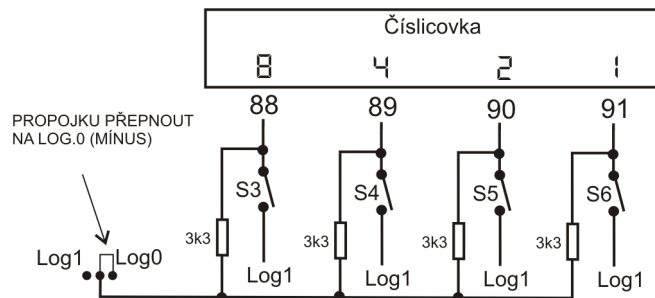 Číslicovka
8 4 2 1
88 89 90 91
PROPOJKU PŘEPNOUT
NA LOG.0 (MÍNUS)
S3 S4 S5 S6
3k3 3k3 3k3 3k3
Log1 Log0
Log1 Log1 Log1 Log1